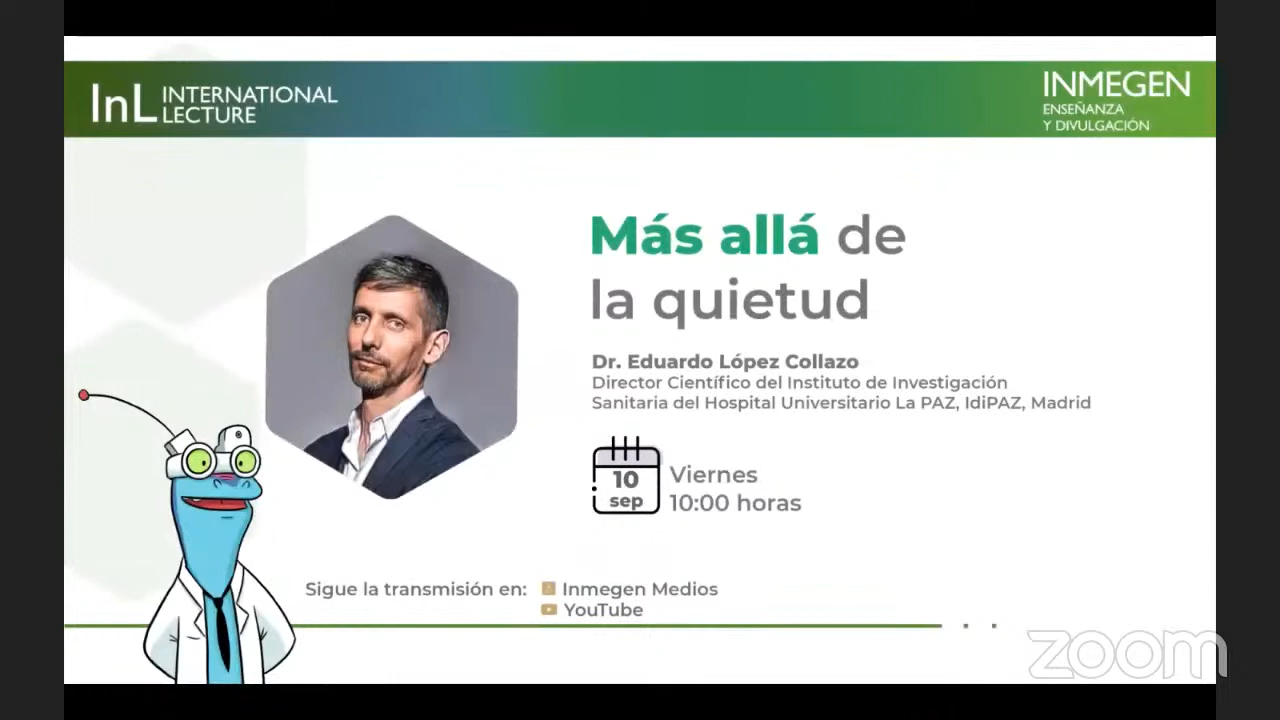 InL INTERNATIONAL
LECTURE
INMEGEN
ENSEÑANZA
Y DIVULGACIÓN
Más allá de
la quietud
Dr. Eduardo López Collazo
Director Científico del Instituto de Investigación
Sanitaria del Hospital Universitario La PAZ, IdiPAZ, Madrid
10
sep
Viernes
10:00 horas
Sigue la transmisión en:
Inmegen Medios
YouTube
zoom